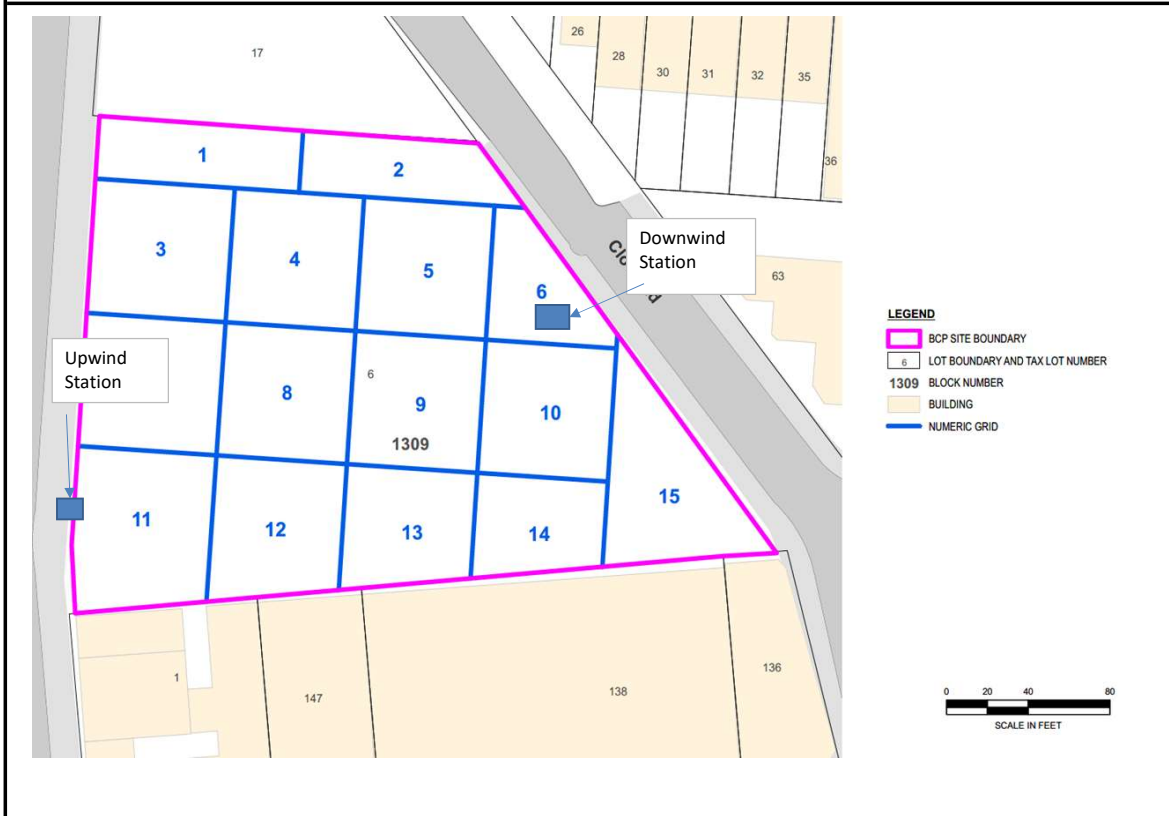 17
26
28
30
31
32
35
36
1
2
3
4
5
6
Downwind
Station
63
Upwind
Station
8
6
9
10
1309
11
12
13
14
15
1
147
138
136
LEGEND
BCP SITE BOUNDARY
6 LOT BOUNDARY AND TAX LOT NUMBER
1309 BLOCK NUMBER
BUILDING
NUMERIC GRID
0 20 40 80
SCALE IN FEET